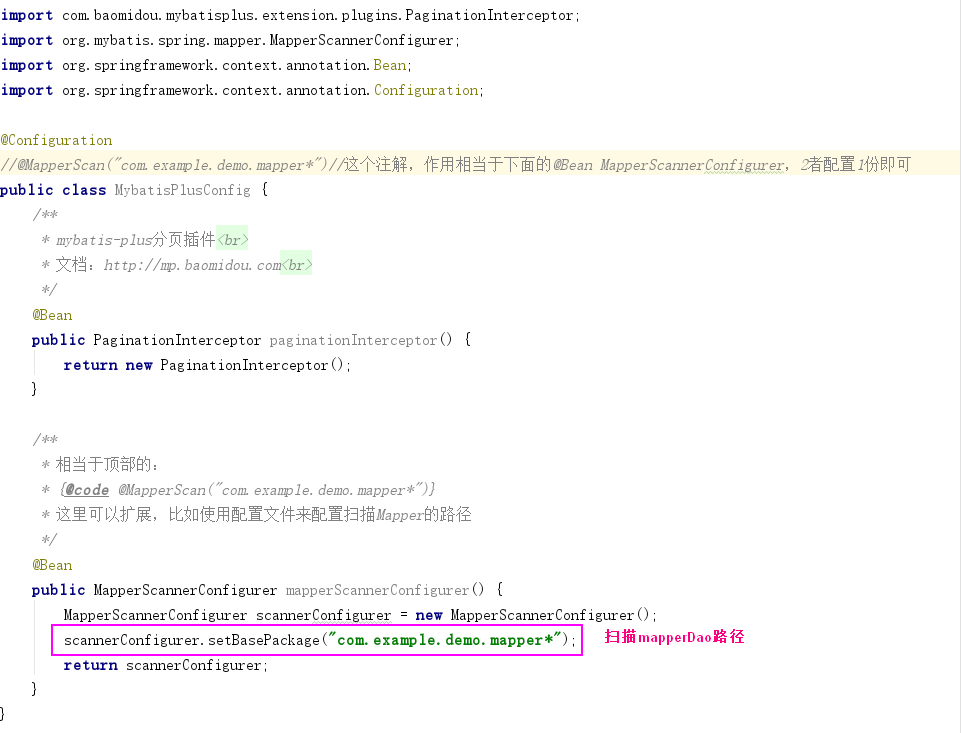 import com.baomidou.mybatisplus.extension.plugins.PaginationInterceptor;
import org.mybatis.spring.mapper.MapperScannerConfigurer;
import org.springframework.context.annotation.Bean;
import org.springframework.context.annotation.Configuration;

@Configuration
//@MapperScan("com.example.demo.mapper*")//这个注解，作用相当于下面的@Bean MapperScannerConfigurer，2者配置1份即可
public class MybatisPlusConfig {
    /**
     * mybatis-plus分页插件<br>
     * 文档：http://mp.baomidou.com<br>
     */
    @Bean
    public PaginationInterceptor paginationInterceptor() {
        return new PaginationInterceptor();
    }

    /**
     * 相当于顶部的：
     * {@code @MapperScan("com.example.demo.mapper*")}
     * 这里可以扩展，比如使用配置文件来配置扫描Mapper的路径
     */
    @Bean
    public MapperScannerConfigurer mapperScannerConfigurer() {
        MapperScannerConfigurer scannerConfigurer = new MapperScannerConfigurer();
        scannerConfigurer.setBasePackage("com.example.demo.mapper*"); 扫描mapperDao路径
        return scannerConfigurer;
    }
}